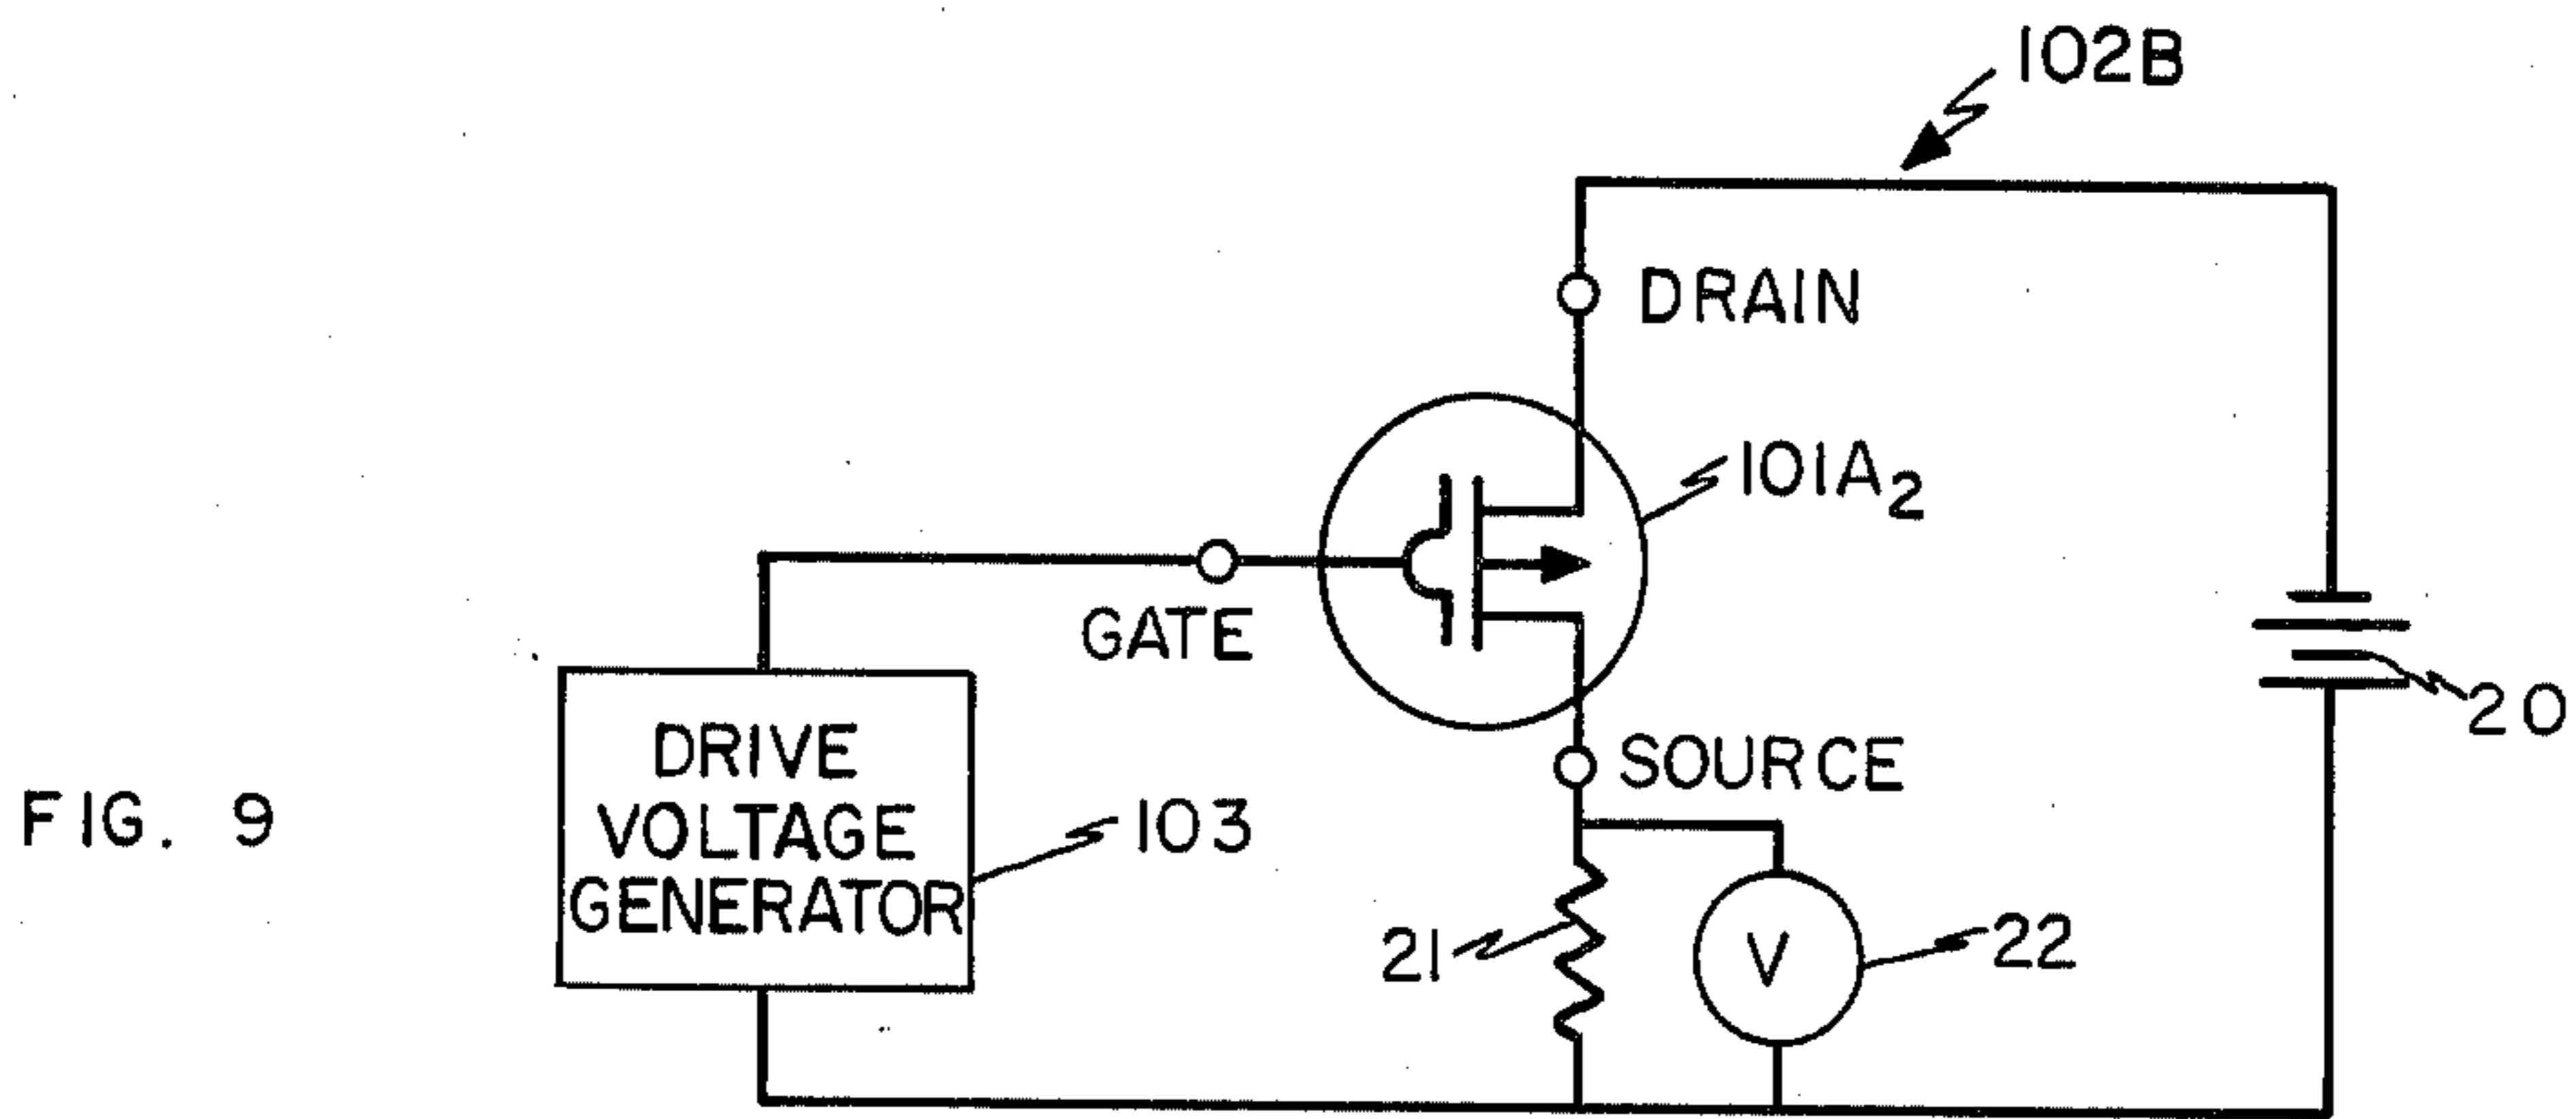 102B
DRAIN
101A₂
GATE
20
SOURCE
DRIVE
VOLTAGE
GENERATOR
103
FIG. 9
21
V
22